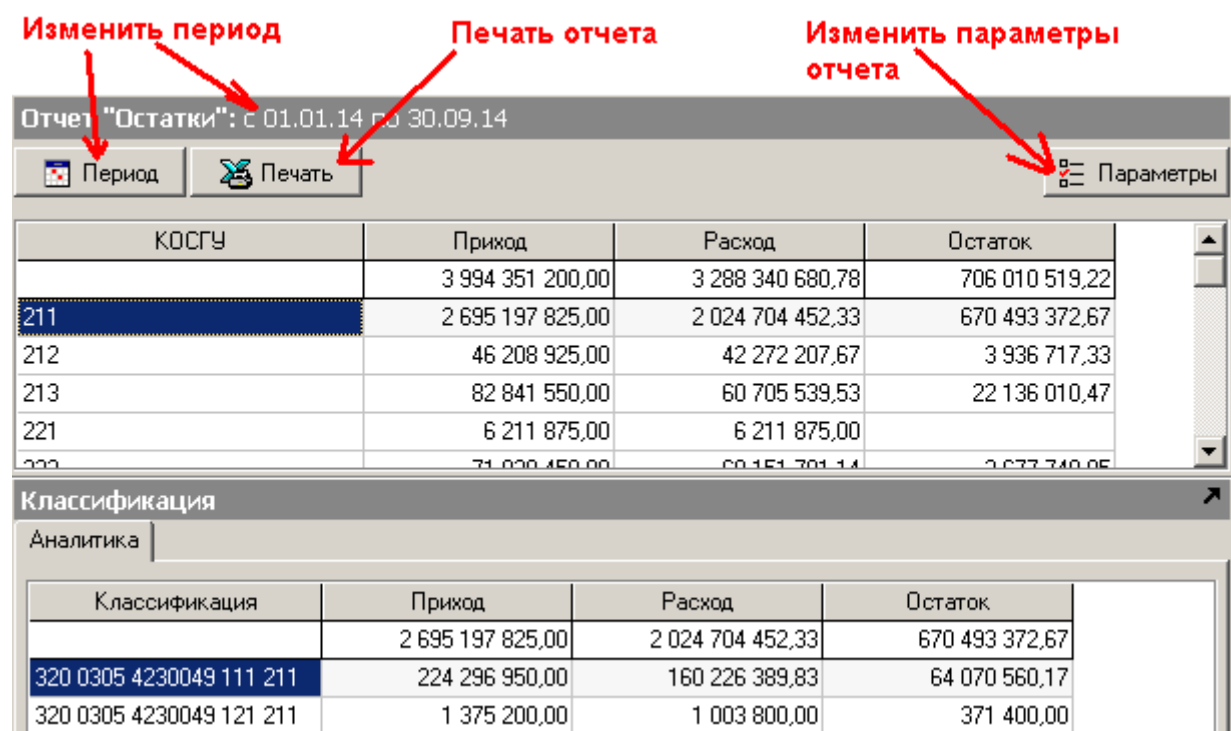 Изменить период Печать отчета Изменить параметры
отчета
Отчет "Остатки": с 01.01.14 по 30.09.14
Период Печать Параметры
КОСГУ Приход Расход Остаток
3 994 351 200,00 3 288 340 680,78 706 010 519,22
211 2 695 197 825,00 2 024 704 452,33 670 493 372,67
212 46 208 925,00 42 272 207,67 3 936 717,33
213 82 841 550,00 60 705 539,53 22 136 010,47
221 6 211 875,00 6 211 875,00
Классификация
Аналитика
Классификация Приход Расход Остаток
2 695 197 825,00 2 024 704 452,33 670 493 372,67
320 0305 4230049 111 211 224 296 950,00 160 226 389,83 64 070 560,17
320 0305 4230049 121 211 1 375 200,00 1 003 800,00 371 400,00